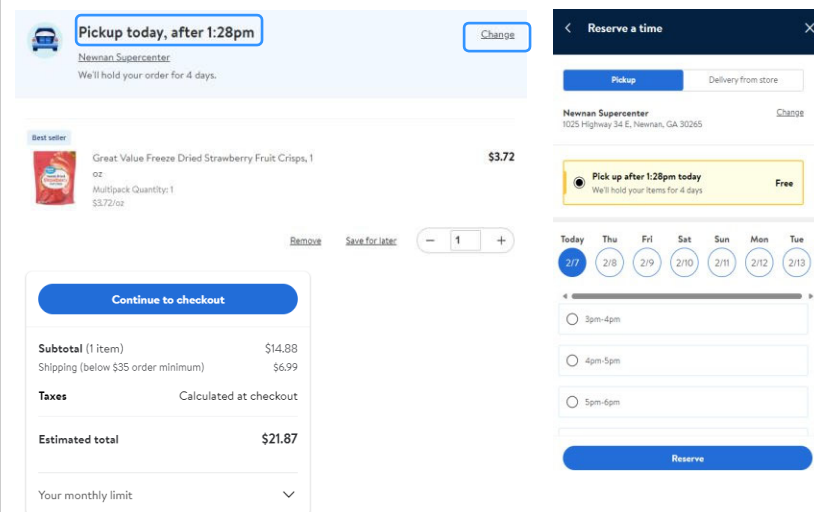 Pickup today, after 1:28pm
Change
Newnan Supercenter
We'll hold your order for 4 days.
Best seller
Great Value Freeze Dried Strawberry Fruit Crisps, 1
oz
$3.72
Multipack Quantity: 1
$3.72/oz
Remove
Save for later
− 1 +
Continue to checkout
Subtotal (1 item) $14.88
Shipping (below $35 order minimum) $6.99
Taxes Calculated at checkout
Estimated total $21.87
Your monthly limit
Reserve a time
Pickup
Delivery from store
Newnan Supercenter
Change
1025 Highway 34 E, Newnan, GA 30265
Pick up after 1:28pm today
Free
We'll hold your items for 4 days
Today Thu Fri Sat Sun Mon Tue
2/7 2/8 2/9 2/10 2/11 2/12 2/13
3pm-4pm
4pm-5pm
5pm-6pm
Reserve